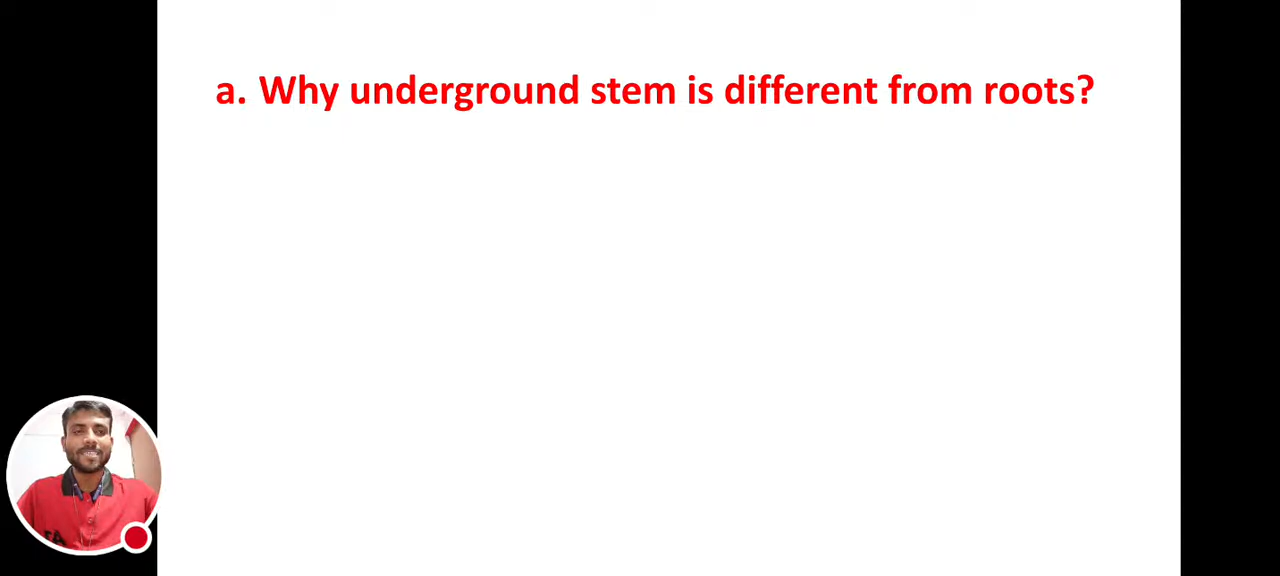 a. Why underground stem is different from roots?